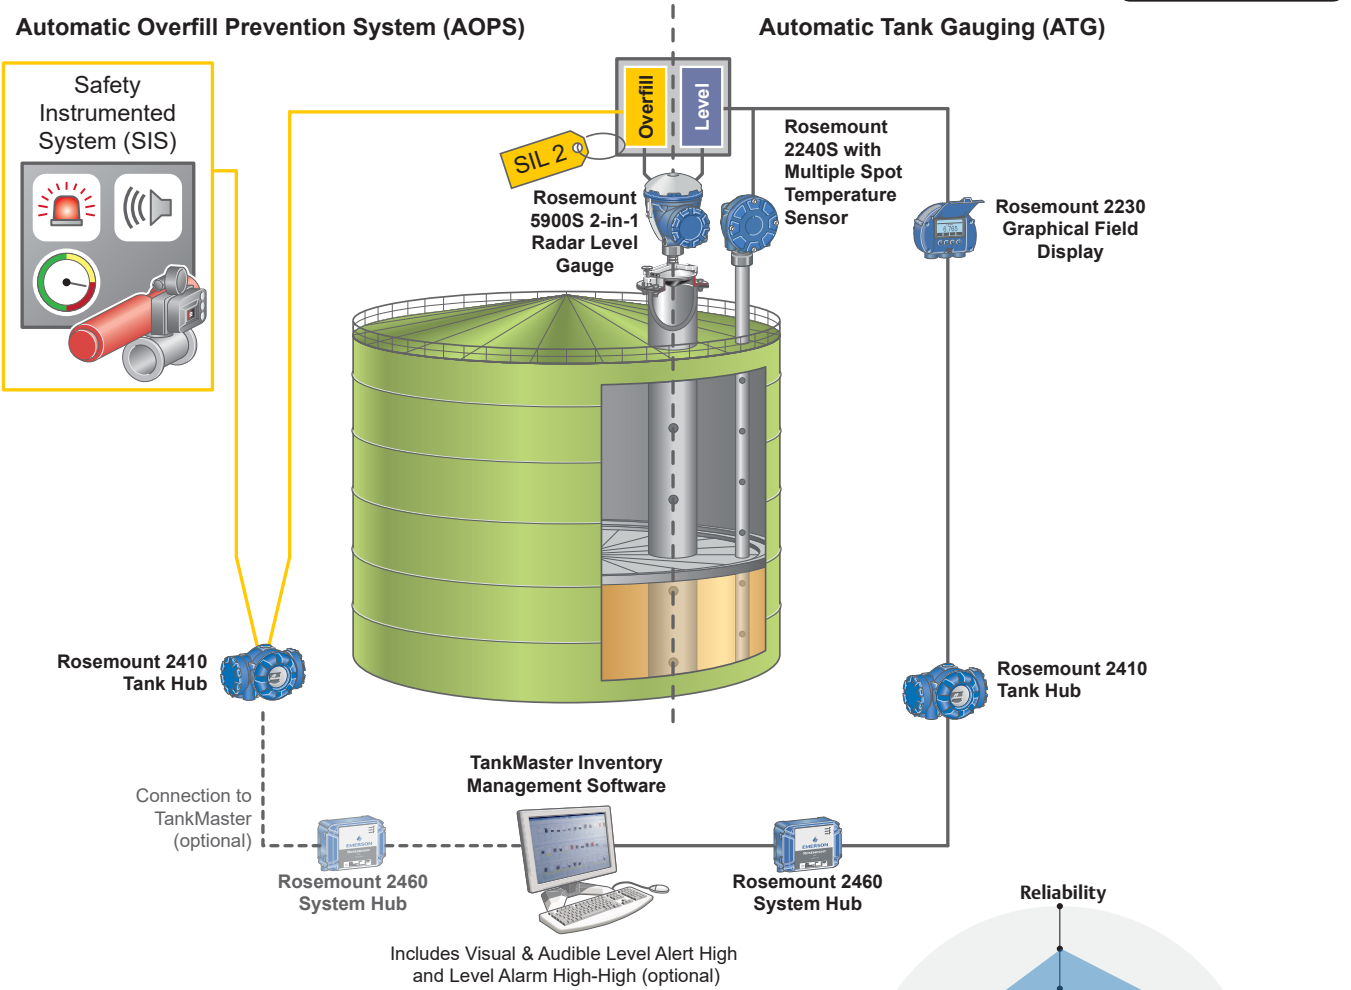 Automatic Overfill Prevention System (AOPS)
Automatic Tank Gauging (ATG)
Safety
Instrumented
System (SIS)
Overfill
Level
SIL 2
Rosemount
5900S 2-in-1
Radar Level
Gauge
Rosemount
2240S with
Multiple Spot
Temperature
Sensor
Rosemount 2230
Graphical Field
Display
Rosemount 2410
Tank Hub
Rosemount 2410
Tank Hub
Connection to
TankMaster
(optional)
TankMaster Inventory
Management Software
EMERSON
EMERSON
Rosemount 2460
System Hub
Rosemount 2460
System Hub
Includes Visual & Audible Level Alert High
and Level Alarm High-High (optional)
Reliability